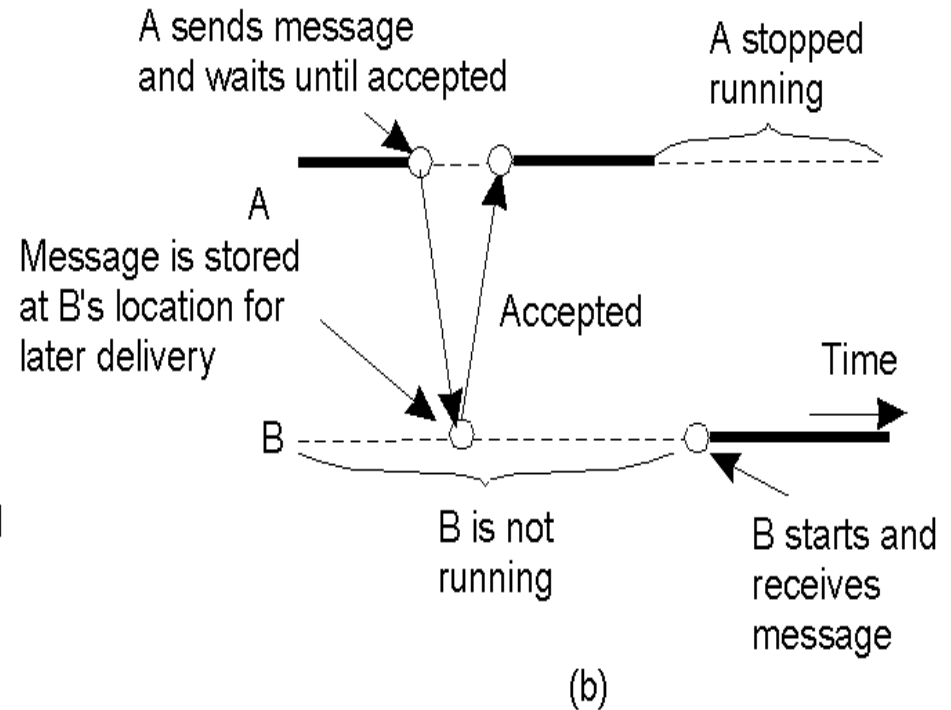 A sends message
and waits until accepted
A stopped
running
A
Message is stored
at B's location for
later delivery
Accepted
Time
B
B is not
running
B starts and
receives
message
(b)